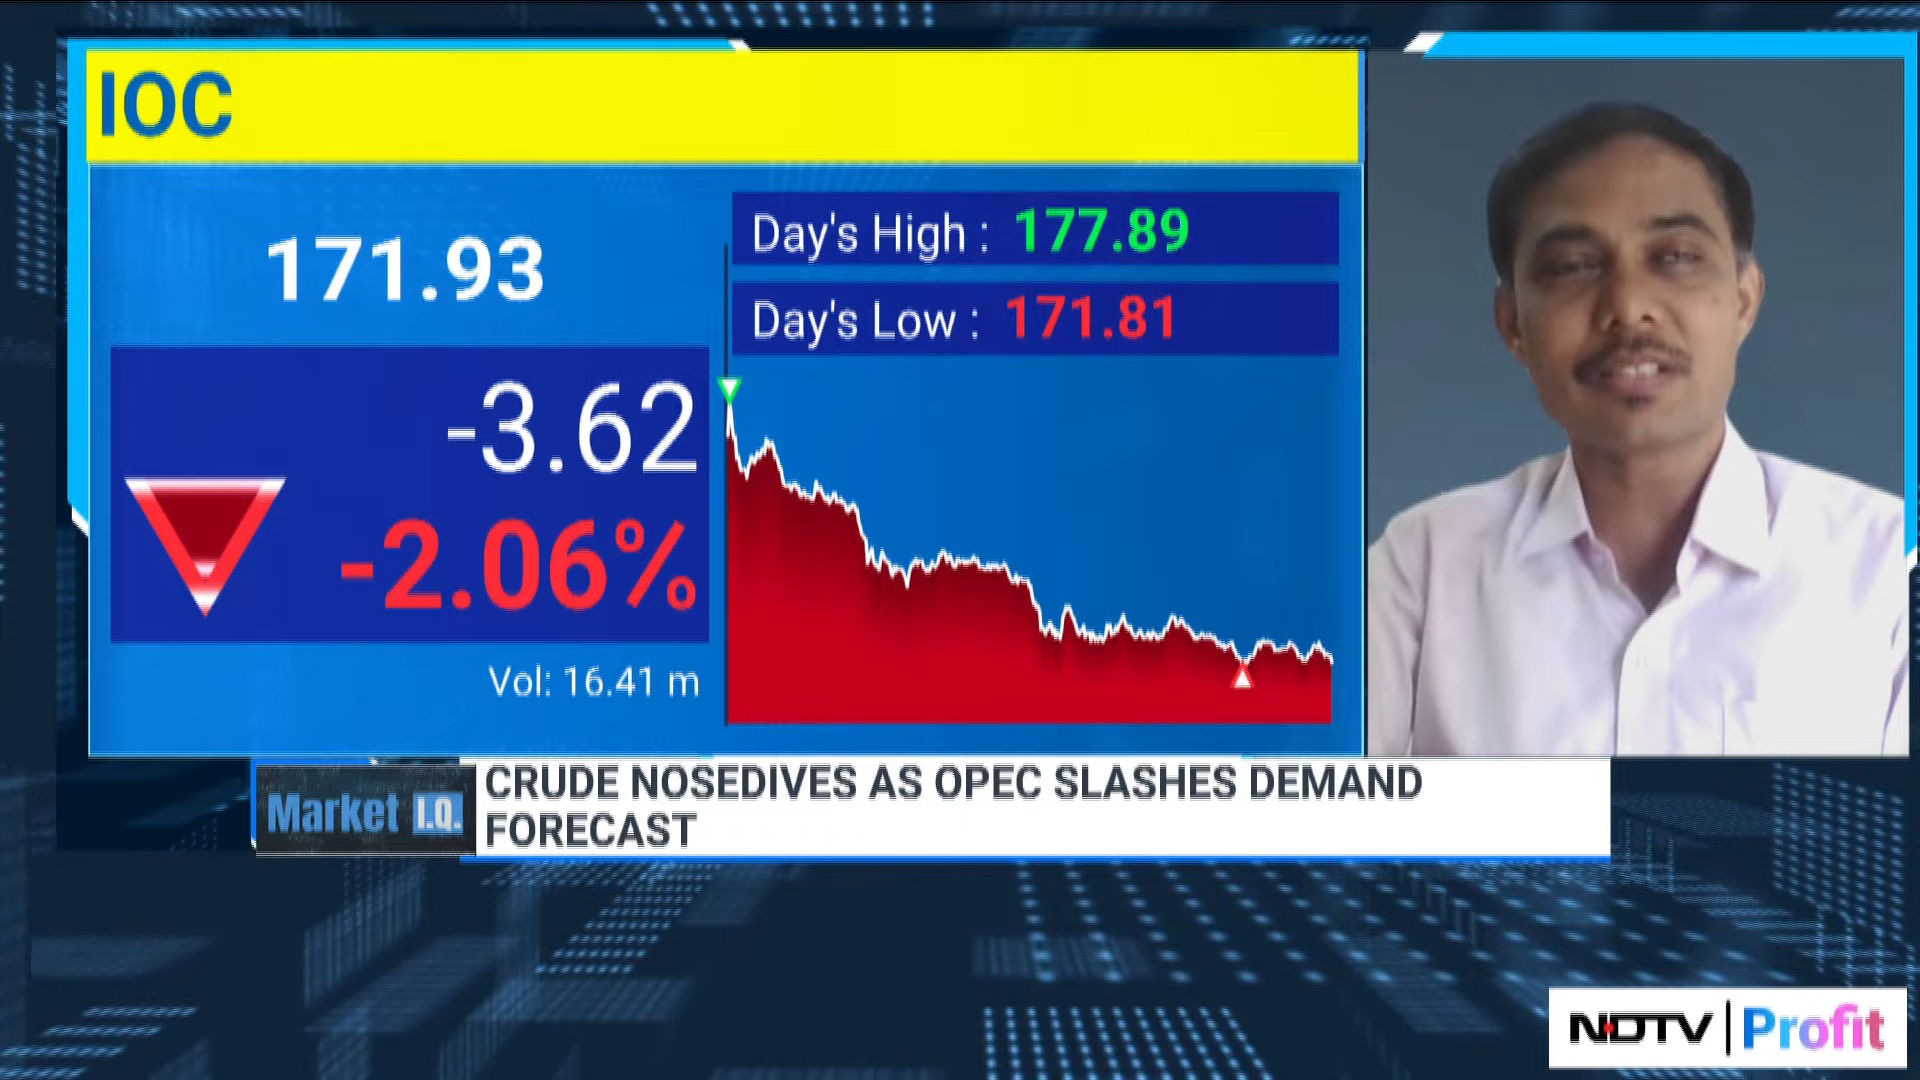 IOC
171.93
-3.62
-2.06%
Vol: 16.41 m
Day's High : 177.89
Day's Low : 171.81
Market I.Q.
CRUDE NOSEDIVES AS OPEC SLASHES DEMAND
FORECAST
NDTV | Profit